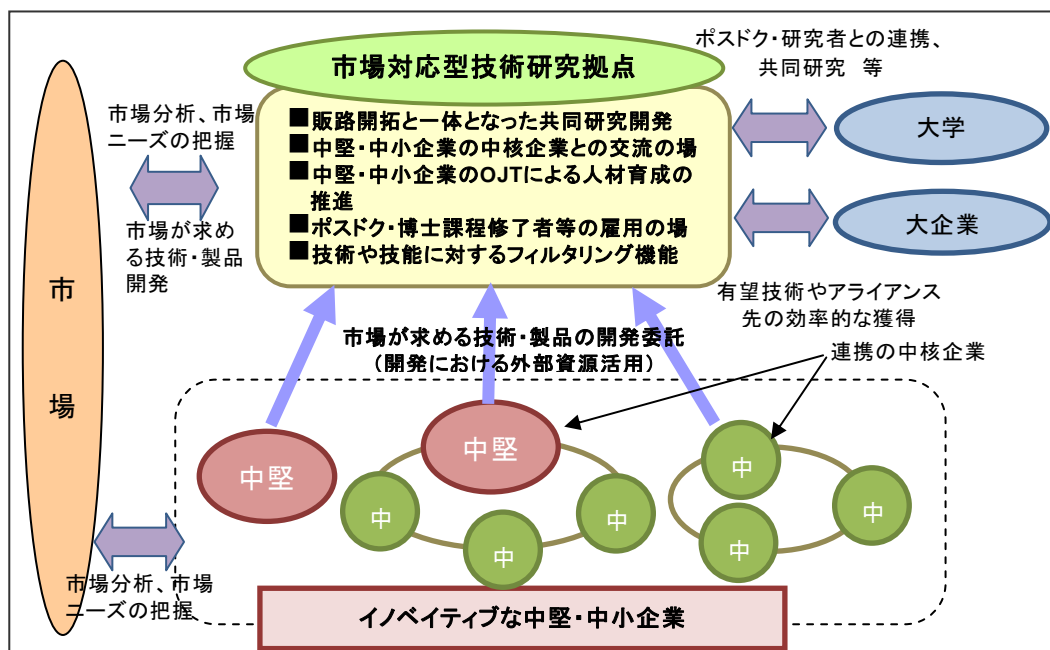 市場対応型技術研究拠点
■販路開拓と一体となった共同研究開発
■中堅・中小企業の中核企業との交流の場
■中堅・中小企業のOJTによる人材育成の
推進
■ポスドク・博士課程修了者等の雇用の場
■技術や技能に対するフィルタリング機能
ポスドク・研究者との連携、
共同研究 等
大学
大企業
市場分析、市場
ニーズの把握
市場が求め
る技術・製品
開発
市
場
有望技術やアライアンス
先の効率的な獲得
市場が求める技術・製品の開発委託
(開発における外部資源活用)
連携の中核企業
中堅
中堅
中
中
中
中
中
中
市場分析、市場
ニーズの把握
イノベイティブな中堅・中小企業